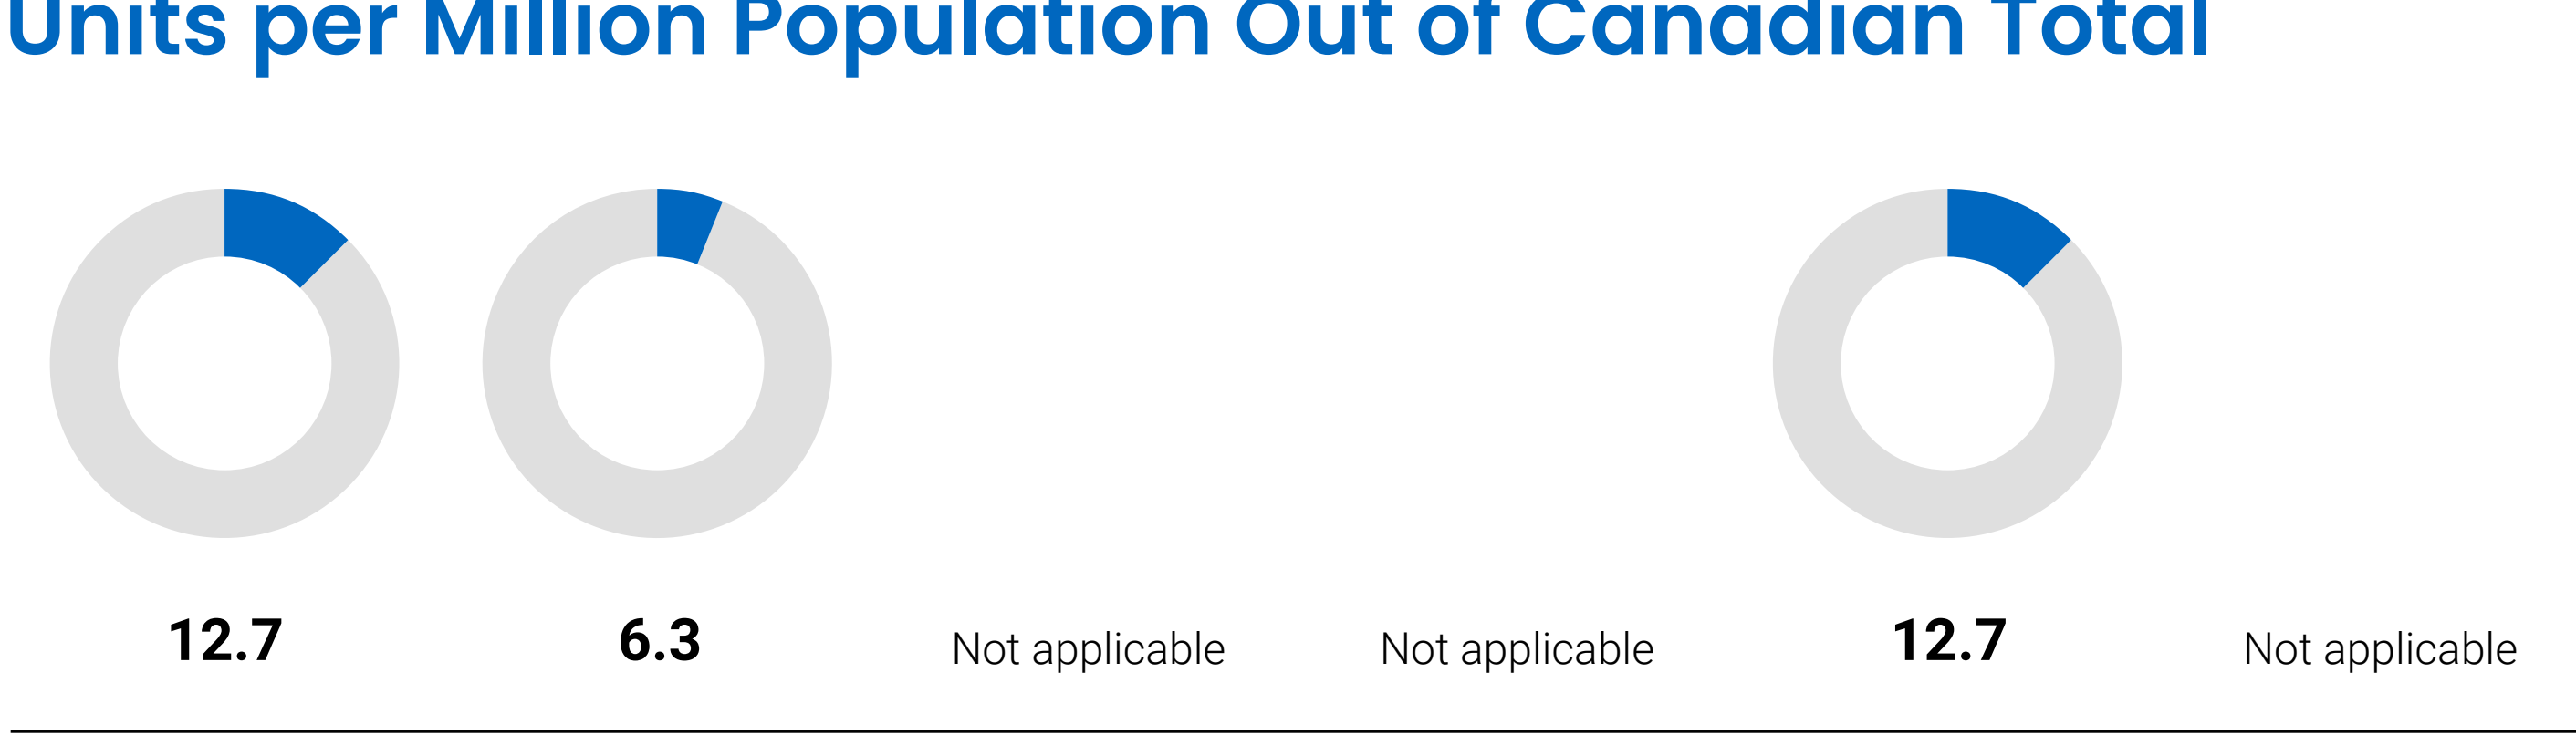 Units per Million Population Out of Canadian Total
12.7 6.3 Not applicable Not applicable 12.7 Not applicable